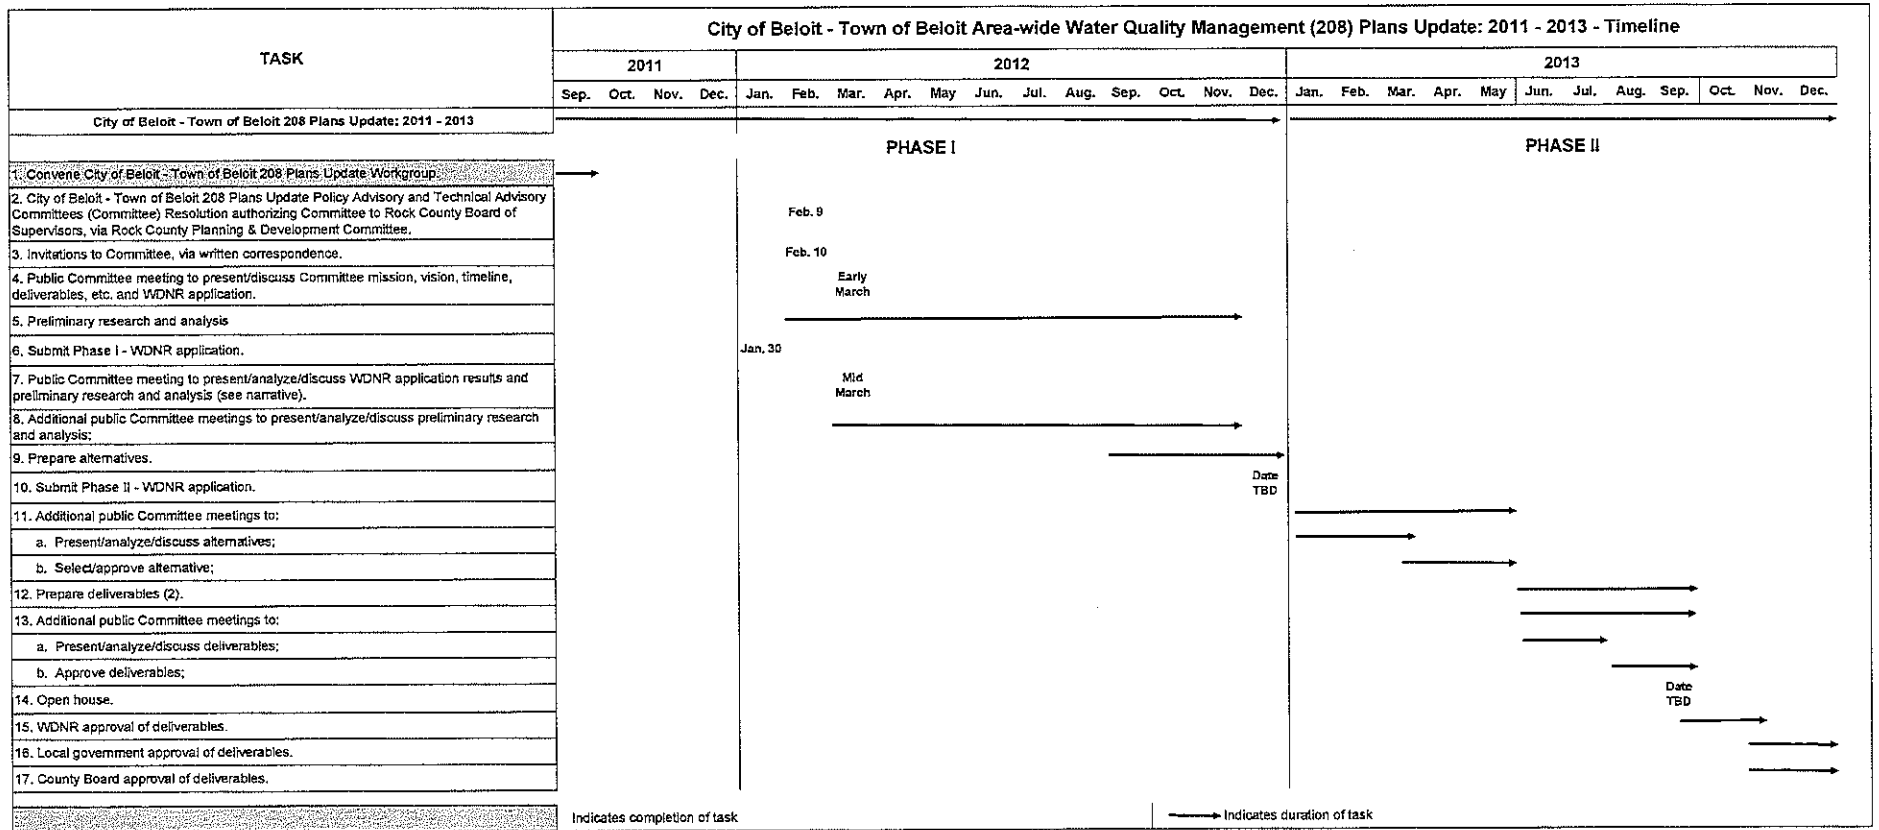 City of Beloit - Town of Beloit Area-wide Water Quality Management (208) Plans Update: 2011 - 2013 - Timeline
TASK
2011 2012 2013
Sep. Oct. Nov. Dec. Jan. Feb. Mar. Apr. May Jun. Jul. Aug. Sep. Oct. Nov. Dec. Jan. Feb. Mar. Apr. May Jun. Jul. Aug. Sep. Oct. Nov. Dec.
City of Beloit - Town of Beloit 208 Plans Update: 2011 - 2013
PHASE I PHASE II
1. Convene City of Beloit - Town of Beloit 208 Plans Update Workgroup.
2. City of Beloit - Town of Beloit 208 Plans Update Policy Advisory and Technical Advisory
Committees (Committee) Resolution authorizing Committee to Rock County Board of
Supervisors, via Rock County Planning & Development Committee.
Feb. 9
3. Invitations to Committee, via written correspondence.
Feb. 10
4. Public Committee meeting to present/discuss Committee mission, vision, timeline,
deliverables, etc. and WDNR application.
Early
March
5. Preliminary research and analysis
6. Submit Phase I - WDNR application.
Jan. 30
7. Public Committee meeting to present/analyze/discuss WDNR application results and
preliminary research and analysis (see narrative).
Mid
March
8. Additional public Committee meetings to present/analyze/discuss preliminary research
and analysis;
9. Prepare alternatives.
10. Submit Phase II - WDNR application.
Date
TBD
11. Additional public Committee meetings to:
a. Present/analyze/discuss alternatives;
b. Select/approve alternative;
12. Prepare deliverables (2).
13. Additional public Committee meetings to:
a. Present/analyze/discuss deliverables;
b. Approve deliverables;
14. Open house.
Date
TBD
15. WDNR approval of deliverables.
16. Local government approval of deliverables.
17. County Board approval of deliverables.
Indicates completion of task
Indicates duration of task